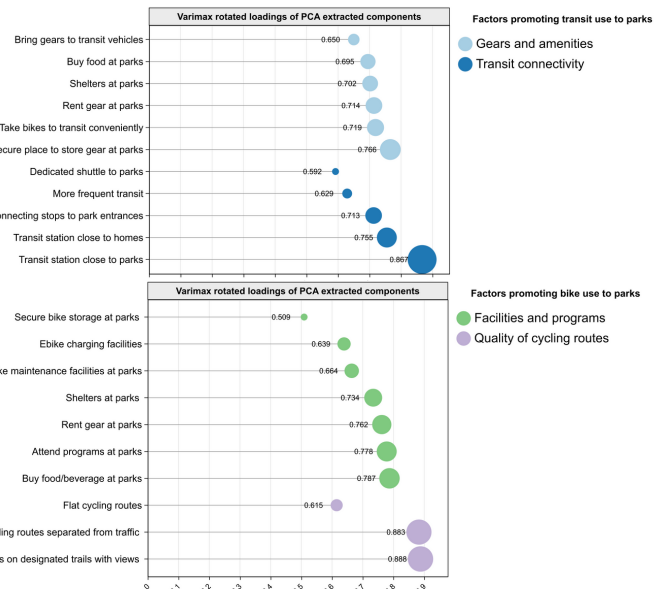 Varimax rotated loadings of PCA extracted components
Factors promoting transit use to parks
Gears and amenities
Transit connectivity
Bring gears to transit vehicles 0.650
Buy food at parks 0.695
Shelters at parks 0.702
Rent gear at parks 0.714
Take bikes to transit conveniently 0.719
ecure place to store gear at parks 0.766
Dedicated shuttle to parks 0.592
More frequent transit 0.629
nnecting stops to park entrances 0.713
Transit station close to homes 0.755
Transit station close to parks 0.867
Varimax rotated loadings of PCA extracted components
Factors promoting bike use to parks
Facilities and programs
Quality of cycling routes
Secure bike storage at parks 0.509
Ebike charging facilities 0.639
ke maintenance facilities at parks 0.664
Shelters at parks 0.734
Rent gear at parks 0.762
Attend programs at parks 0.778
Buy food/beverage at parks 0.787
Flat cycling routes 0.615
ling routes separated from traffic 0.883
s on designated trails with views 0.888